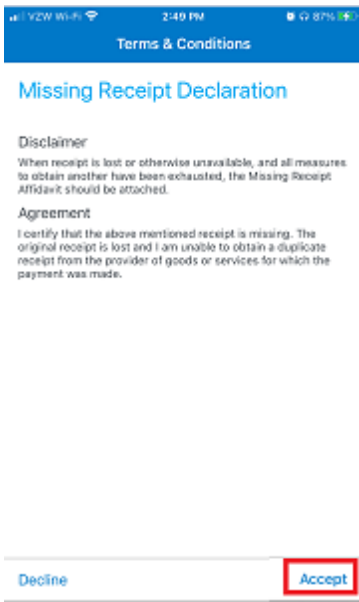 VZW Wi-Fi 2:49 PM 87%
Terms & Conditions
Missing Receipt Declaration
Disclaimer
When receipt is lost or otherwise unavailable, and all measures
to obtain another have been exhausted, the Missing Receipt
Affidavit should be attached.
Agreement
I certify that the above mentioned receipt is missing. The
original receipt is lost and I am unable to obtain a duplicate
receipt from the provider of goods or services for which the
payment was made.
Decline Accept